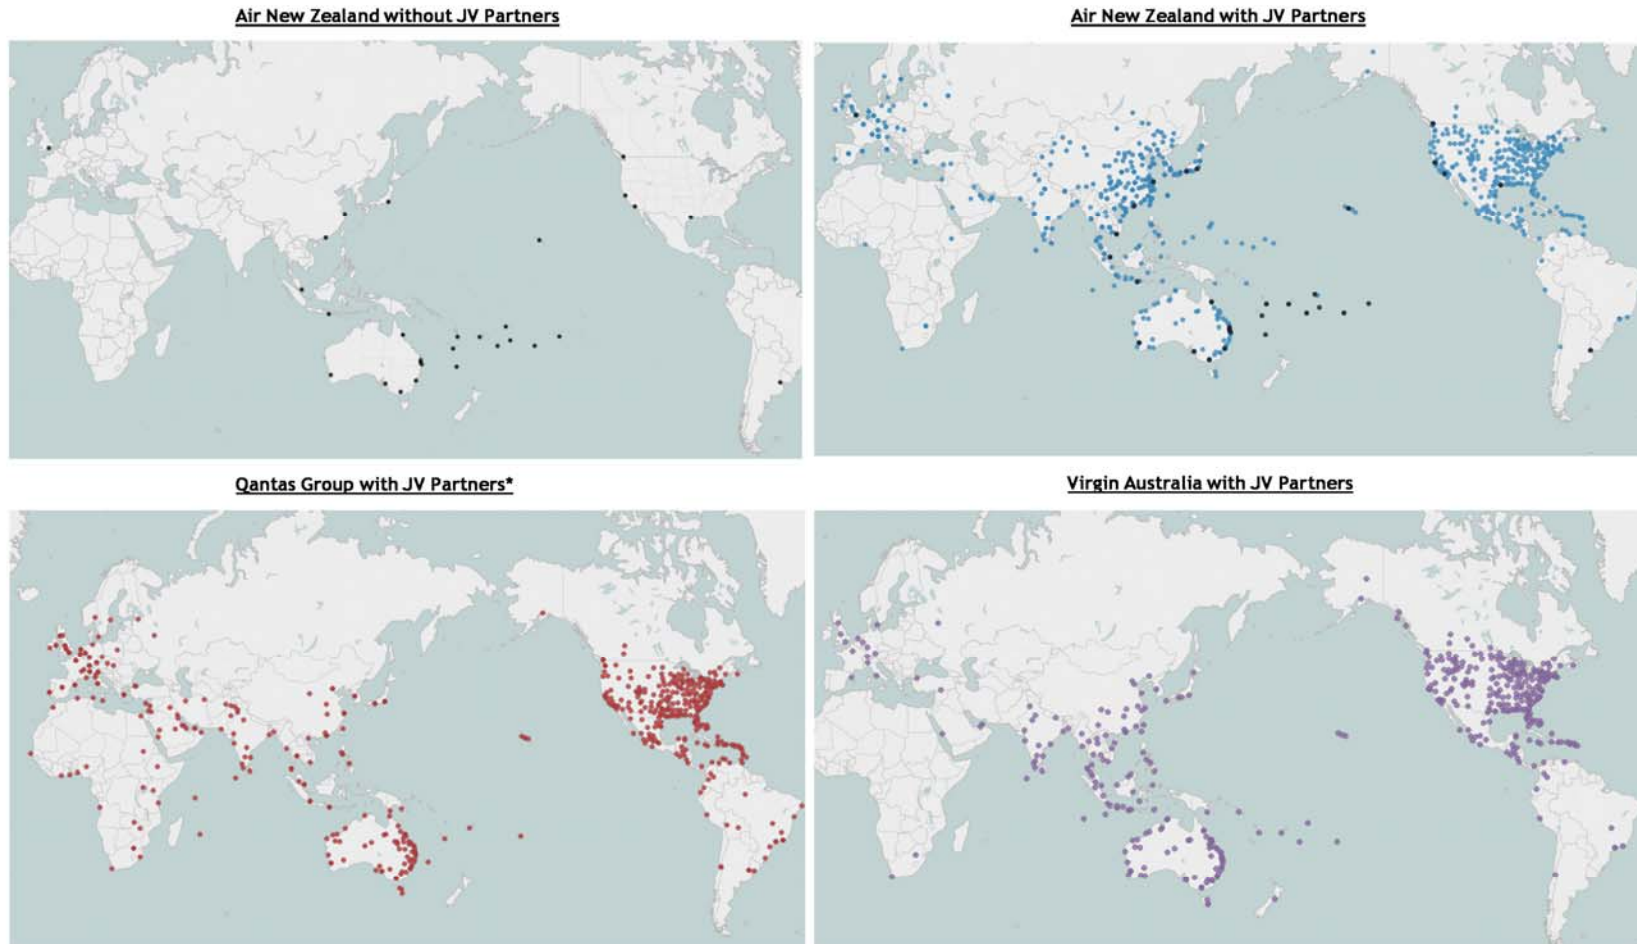 Air New Zealand without JV Partners
Air New Zealand with JV Partners
Qantas Group with JV Partners*
Virgin Australia with JV Partners